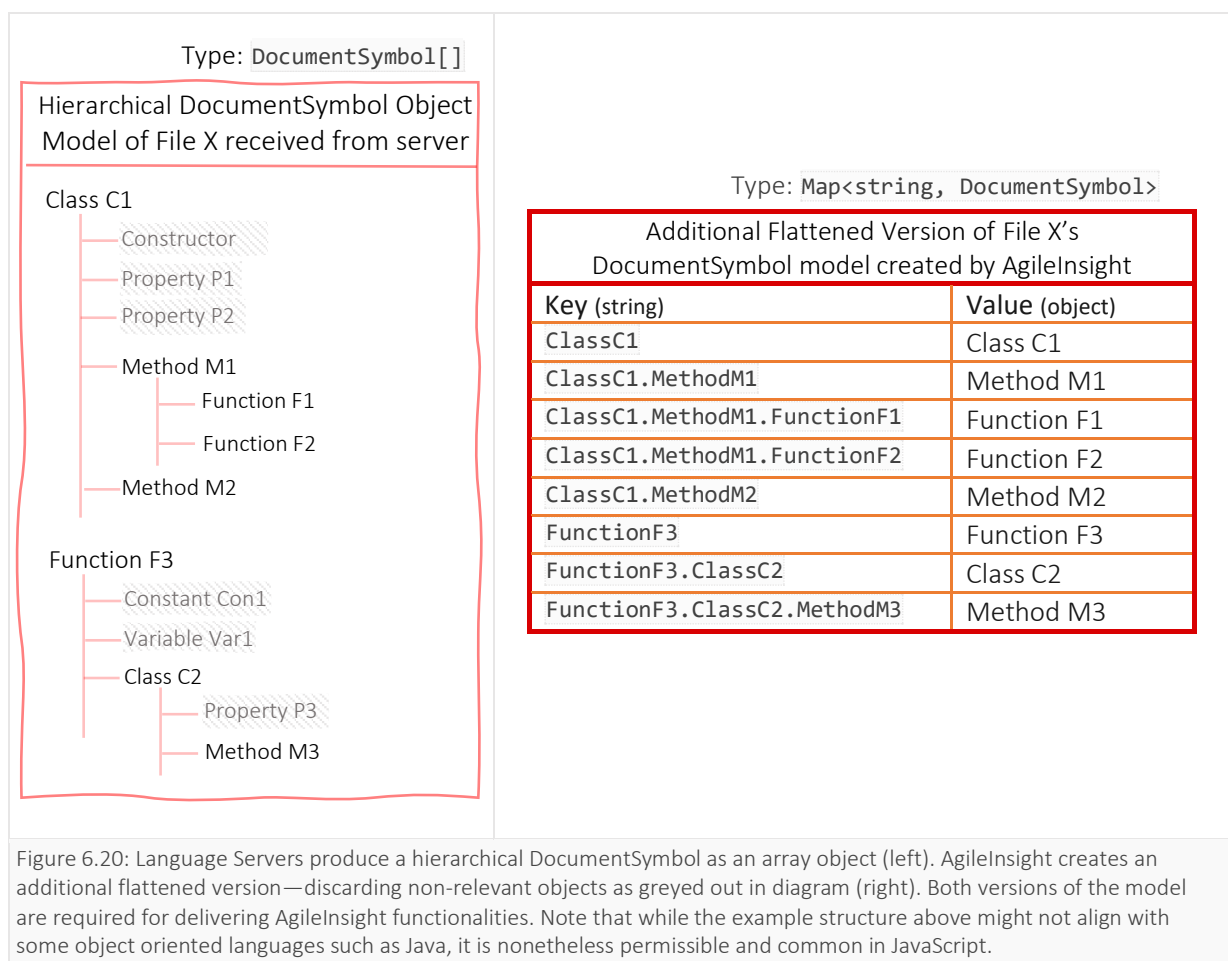 Type: DocumentSymbol[]
Hierarchical DocumentSymbol Object
Model of File X received from server
Class C1
Constructor
Property P1
Property P2
Method M1
Function F1
Function F2
Method M2
Function F3
Constant Con1
Variable Var1
Class C2
Property P3
Method M3
Type: Map<string, DocumentSymbol>
Additional Flattened Version of File X’s
DocumentSymbol model created by AgileInsight
Key (string) Value (object)
ClassC1 Class C1
ClassC1.MethodM1 Method M1
ClassC1.MethodM1.FunctionF1 Function F1
ClassC1.MethodM1.FunctionF2 Function F2
ClassC1.MethodM2 Method M2
FunctionF3 Function F3
FunctionF3.ClassC2 Class C2
FunctionF3.ClassC2.MethodM3 Method M3
Figure 6.20: Language Servers produce a hierarchical DocumentSymbol as an array object (left). AgileInsight creates an
additional flattened version—discarding non-relevant objects as greyed out in diagram (right). Both versions of the model
are required for delivering AgileInsight functionalities. Note that while the example structure above might not align with
some object oriented languages such as Java, it is nonetheless permissible and common in JavaScript.